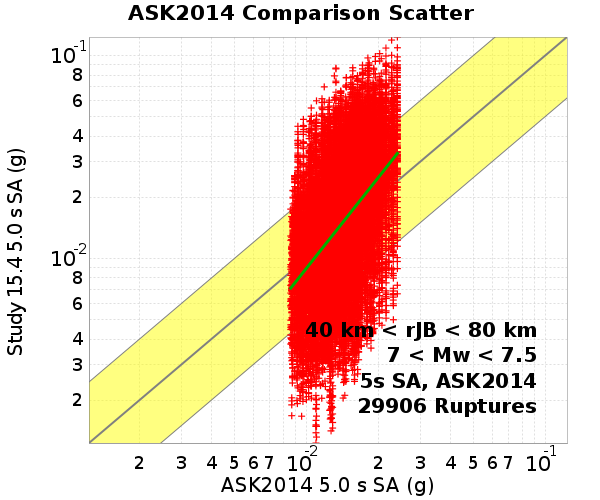 ASK2014 Comparison Scatter
Study 15.4 5.0 s SA (g)
10^-1
8
6
4
3
2
10^-2
8
6
4
3
2
40 km < rJB < 80 km
7 < Mw < 7.5
5s SA, ASK2014
29906 Ruptures
2 3 4 5 6 7 10^-2 2 3 4 5 6 7 10^-1
ASK2014 5.0 s SA (g)